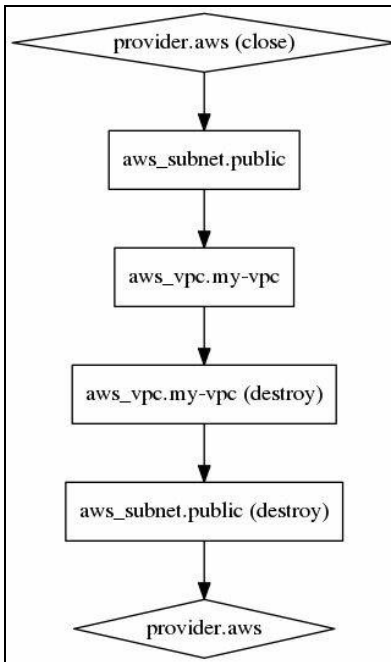 provider.aws (close)
aws_subnet.public
aws_vpc.my-vpc
aws_vpc.my-vpc (destroy)
aws_subnet.public (destroy)
provider.aws